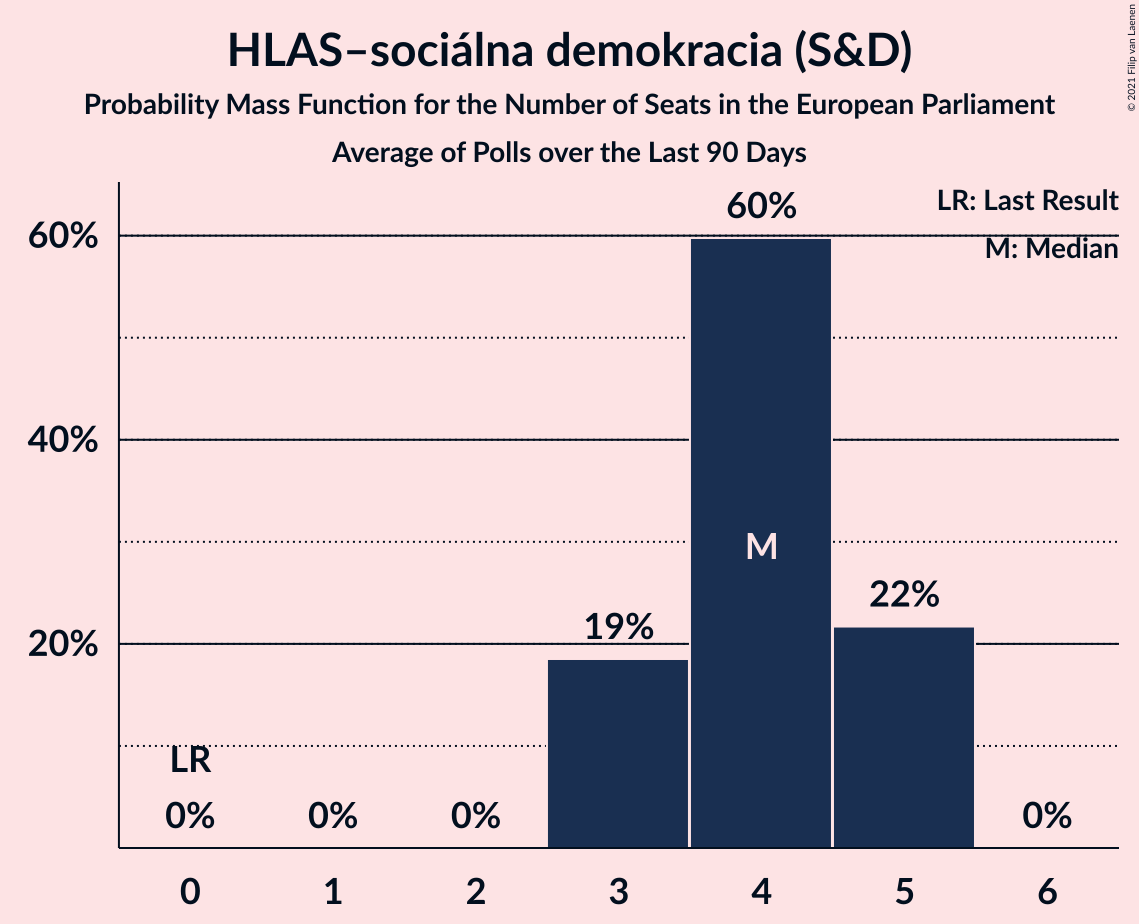 HLAS–sociálna demokracia (S&D)
Probability Mass Function for the Number of Seats in the European Parliament
Average of Polls over the Last 90 Days
© 2021 Filip van Laenen
LR: Last Result
M: Median
60%
40%
20%
LR
0%
0%
0%
19%
60%
M
22%
0%
0 1 2 3 4 5 6